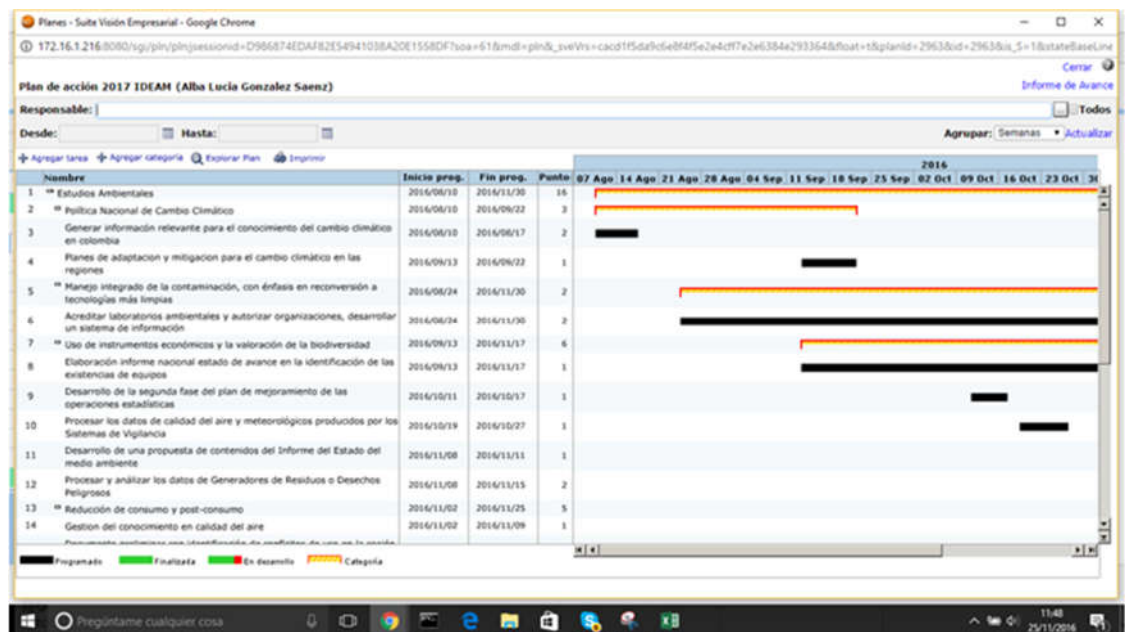 Planes - Suite Visión Empresarial - Google Chrome
Cerrar
Plan de acción 2017 IDEAM (Alba Lucia Gonzalez Saenz)
Informe de Avance
Responsable:
... Todos
Desde: Hasta: Agrupar: Semanas Actualizar
Agregar tarea Agregar categoría Explorar Plan Imprimir
2016
Nombre Inicio prog. Fin prog. Punto 07 Ago 14 Ago 21 Ago 28 Ago 04 Sep 11 Sep 18 Sep 25 Sep 02 Oct 09 Oct 16 Oct 23 Oct 30
1 Estudios Ambientales 2016/08/10 2016/11/30 16
2 Política Nacional de Cambio Climático 2016/08/10 2016/09/22 3
3 Generar informacón relevante para el conocimiento del cambio climático 2016/08/10 2016/08/17 2
en colombia
4 Planes de adaptacion y mitigacion para el cambio climático en las 2016/09/13 2016/09/22 1
regiones
5 Manejo integrado de la contaminación, con énfasis en reconversión a 2016/08/24 2016/11/30 2
tecnologías más limpias
6 Acreditar laboratorios ambientales y autorizar organizaciones, desarrollar 2016/08/24 2016/11/30 2
un sistema de información
7 Uso de instrumentos económicos y la valoración de la biodiversidad 2016/09/13 2016/11/17 6
8 Elaboración informe nacional estado de avance en la identificación de las 2016/09/13 2016/11/17 1
existencias de equipos
9 Desarrollo de la segunda fase del plan de mejoramiento de las 2016/10/11 2016/10/17 1
operaciones estadísticas
10 Procesar los datos de calidad del aire y meteorológicos producidos por los 2016/10/19 2016/10/27 1
Sistemas de Vigilancia
11 Desarrollo de una propuesta de contenidos del Informe del Estado del 2016/11/08 2016/11/11 1
medio ambiente
12 Procesar y análizar los datos de Generadores de Residuos o Desechos 2016/11/08 2016/11/15 2
Peligrosos
13 Reducción de consumo y post-consumo 2016/11/02 2016/11/25 5
14 Gestion del conocimiento en calidad del aire 2016/11/02 2016/11/09 1
Programado Finalizada En desarrollo Categoría
Pregúntame cualquier cosa
11:48
25/11/2016